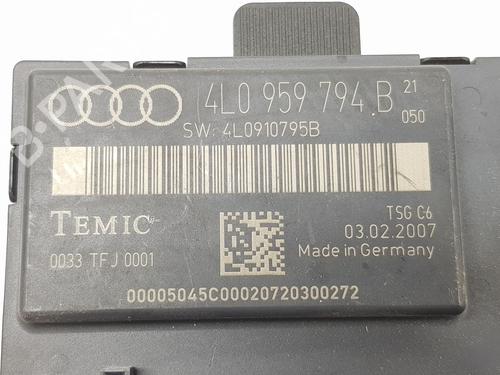 4L0 959 794 B 21
050
SW: 4L0910795B
TEMIC
TSG C6
03.02.2007
0033 TFJ 0001
Made in Germany
00005045C00020720300272
B-PARTS